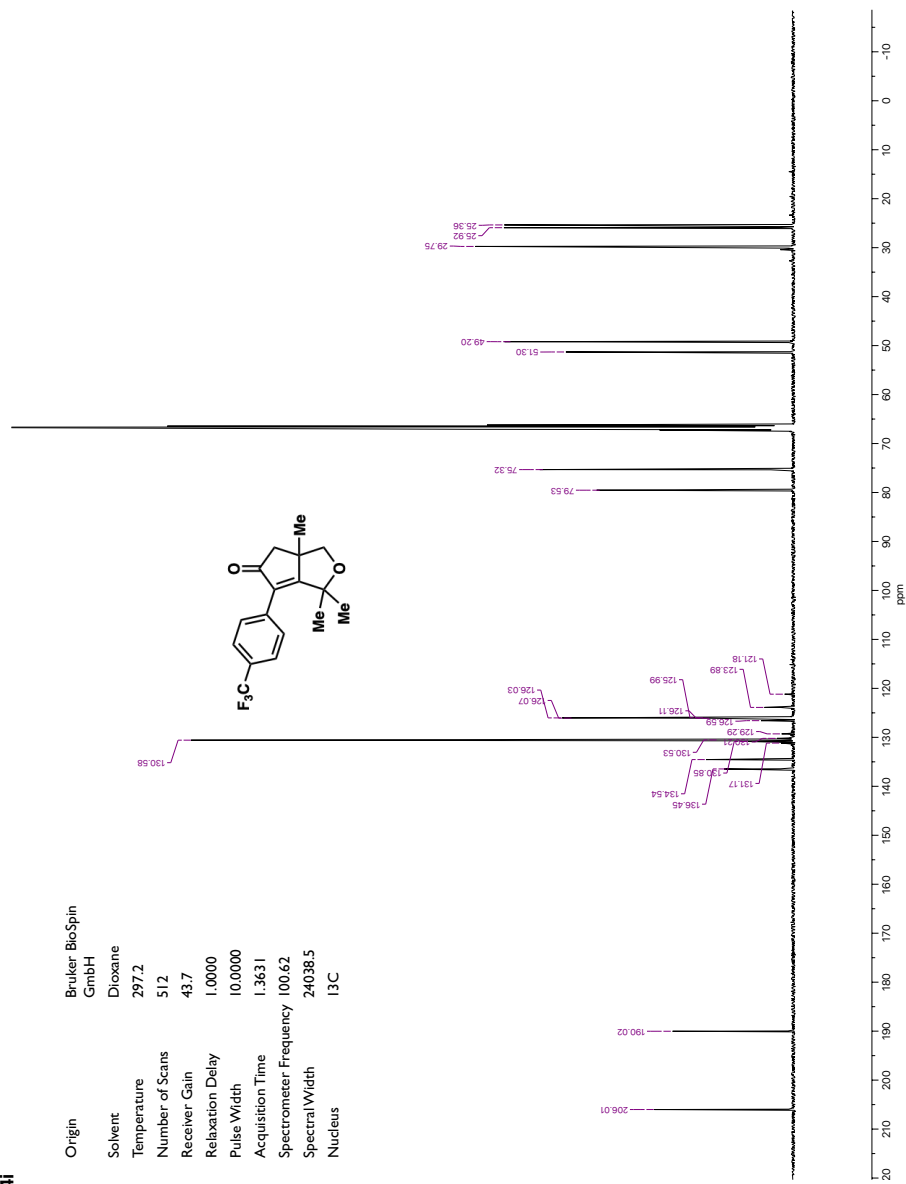 Origin Bruker BioSpin
GmbH
Solvent Dioxane
Temperature 297.2
Number of Scans 512
Receiver Gain 43.7
Relaxation Delay 1.0000
Pulse Width 10.0000
Acquisition Time 1.3631
Spectrometer Frequency 100.62
Spectral Width 24038.5
Nucleus 13C
F3C
O
Me
O
Me
Me
206.01
190.02
136.45
134.54
131.17
130.85
130.58
130.53
129.29
126.59
126.11
126.07
126.03
125.99
123.89
121.18
79.53
75.32
51.30
49.20
29.75
25.92
25.36
20 210 200 190 180 170 160 150 140 130 120 110 100 90 80 70 60 50 40 30 20 10 0 -10
ppm